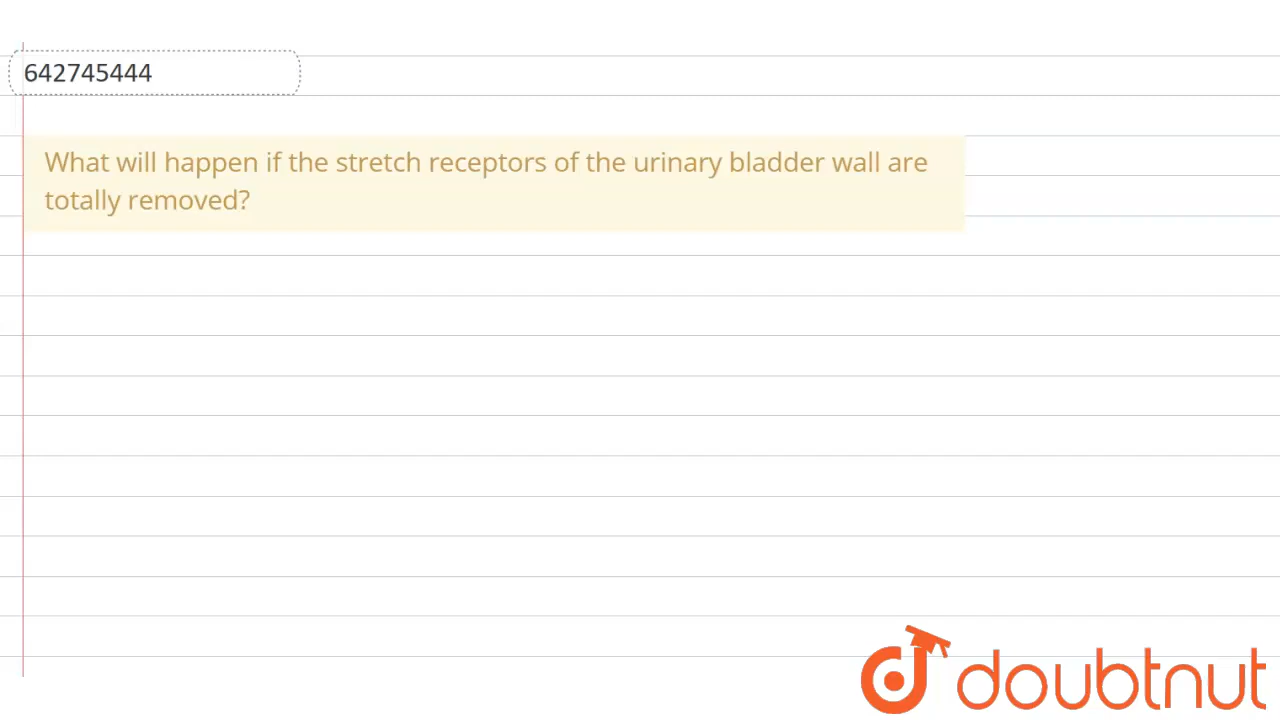 642745444
What will happen if the stretch receptors of the urinary bladder wall are
totally removed?
doubtnut